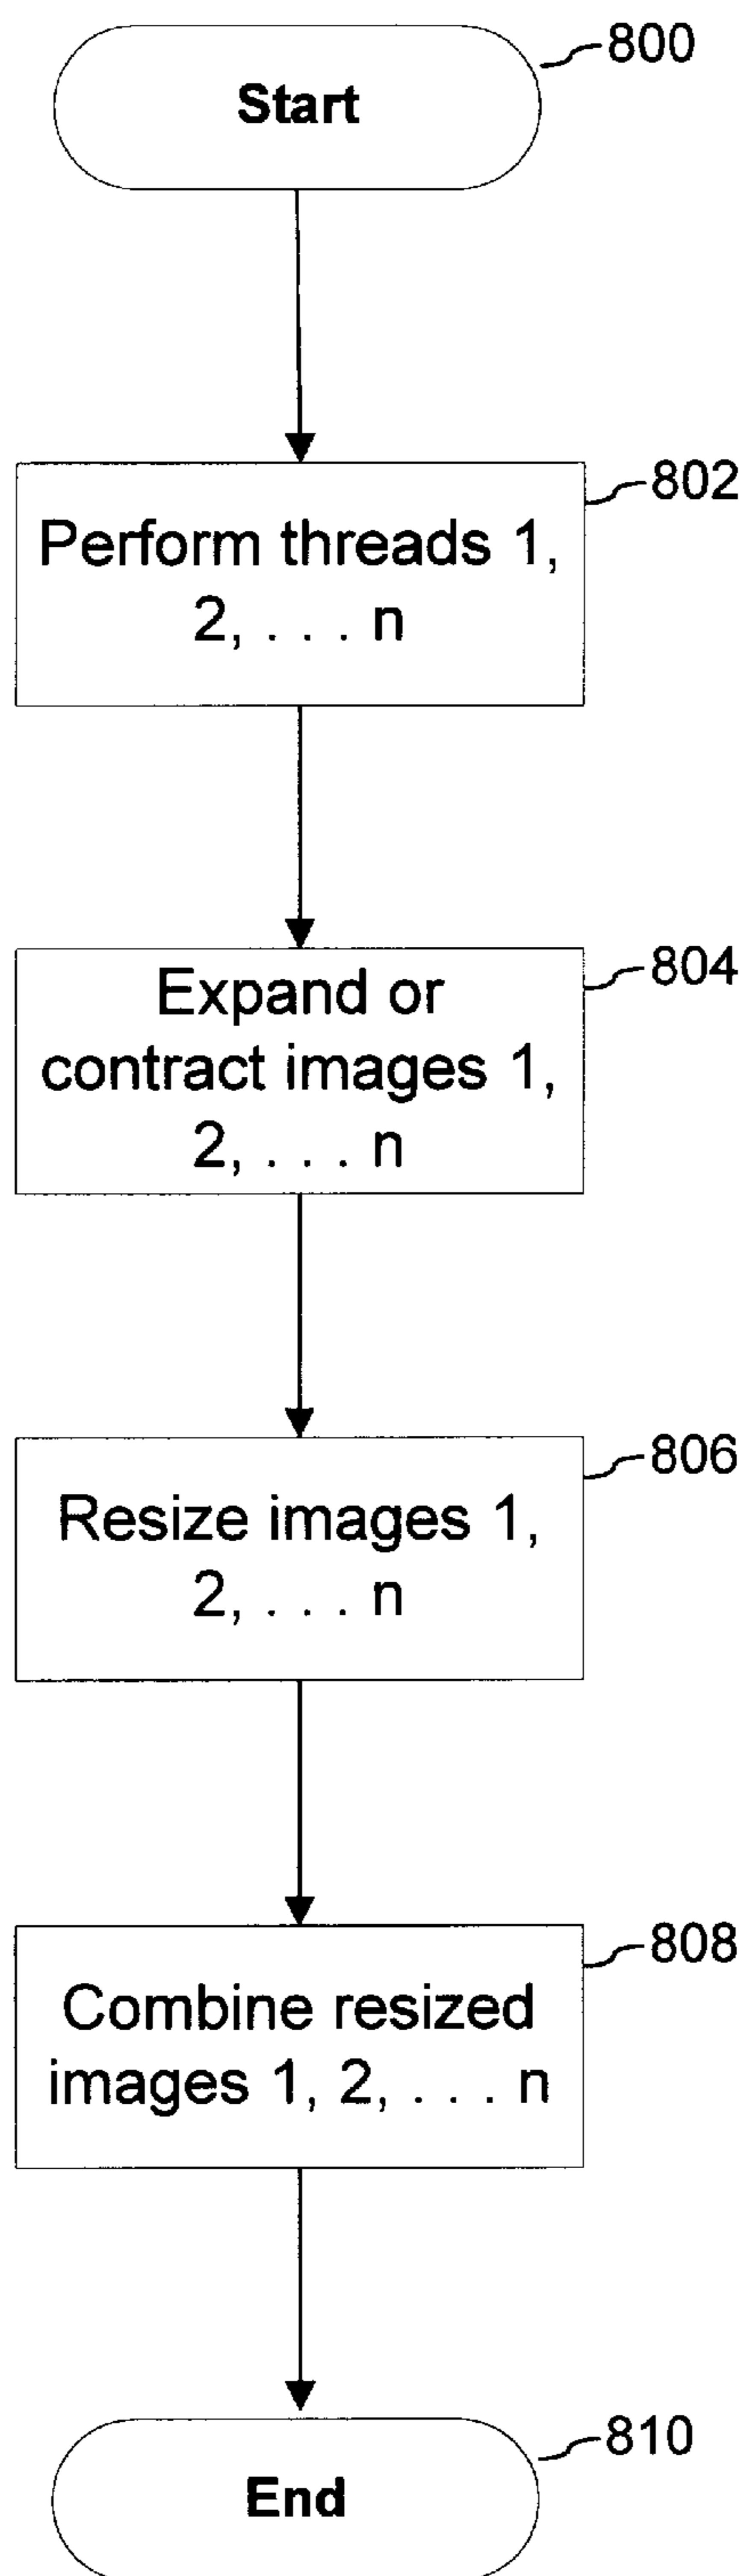 800
Start
802
Perform threads 1,
2, . . . n
804
Expand or
contract images 1,
2, . . . n
806
Resize images 1,
2, . . . n
808
Combine resized
images 1, 2, . . . n
810
End